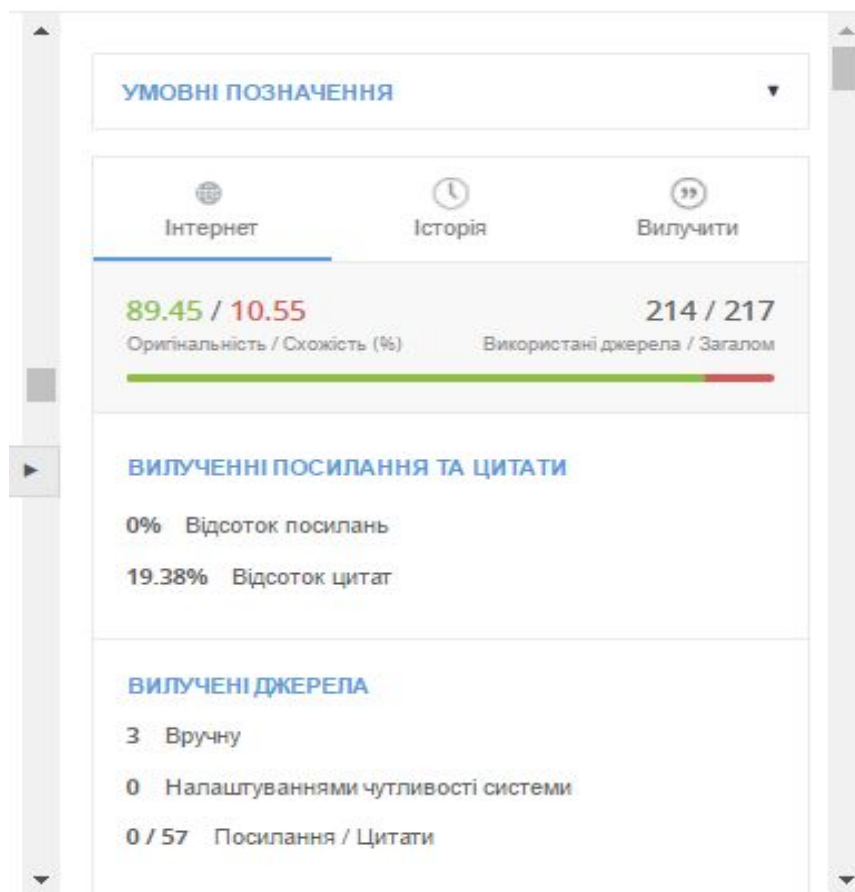 УМОВНІ ПОЗНАЧЕННЯ
Інтернет Історія Вилучити
89.45 / 10.55 214 / 217
Оригінальність / Схожість (%) Використані джерела / Загалом
ВИЛУЧЕННІ ПОСИЛАННЯ ТА ЦИТАТИ
0% Відсоток посилань
19.38% Відсоток цитат
ВИЛУЧЕНІ ДЖЕРЕЛА
3 Вручну
0 Налаштуваннями чутливості системи
0 / 57 Посилання / Цитати